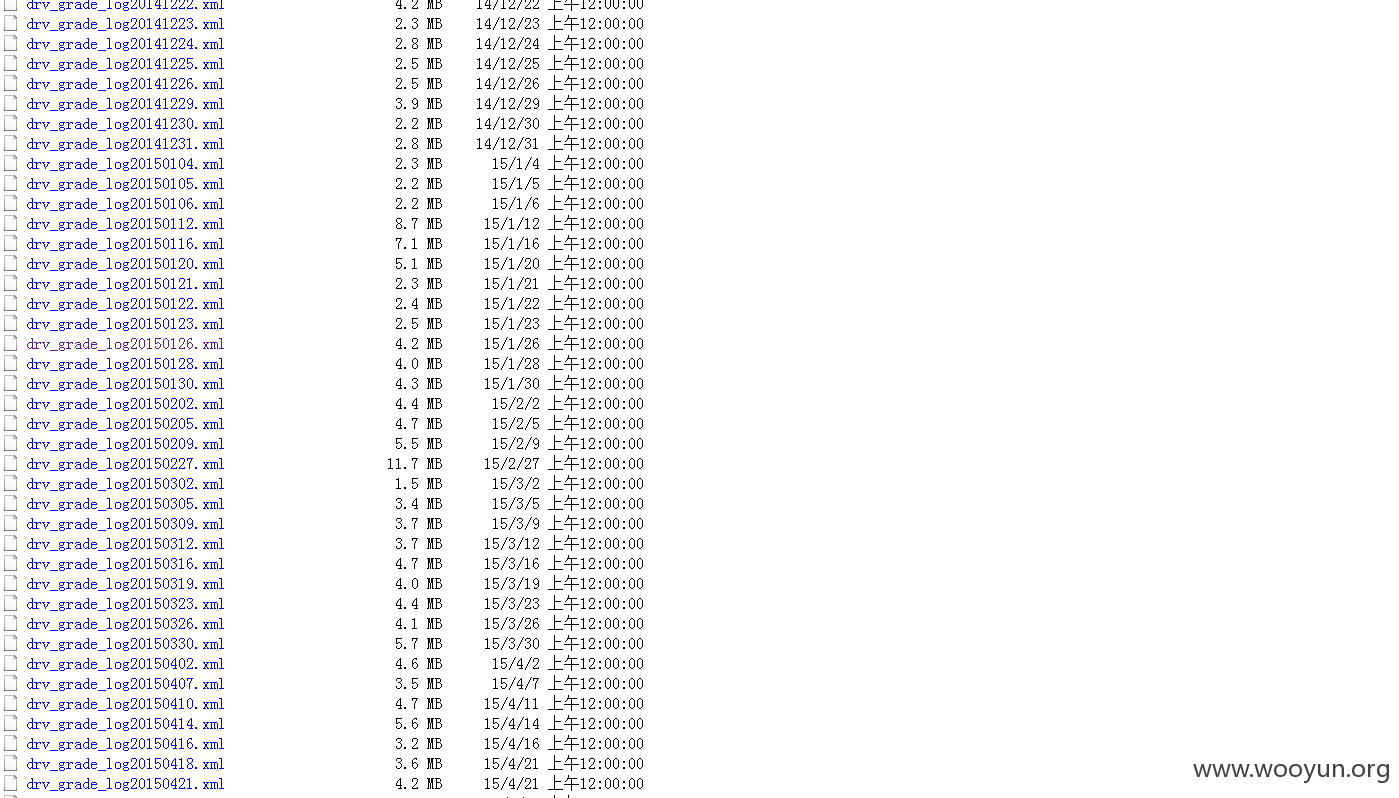 drv_grade_log20141222.xml 4.2 MB 14/12/22 上午12:00:00
drv_grade_log20141223.xml 2.3 MB 14/12/23 上午12:00:00
drv_grade_log20141224.xml 2.8 MB 14/12/24 上午12:00:00
drv_grade_log20141225.xml 2.5 MB 14/12/25 上午12:00:00
drv_grade_log20141226.xml 2.5 MB 14/12/26 上午12:00:00
drv_grade_log20141229.xml 3.9 MB 14/12/29 上午12:00:00
drv_grade_log20141230.xml 2.2 MB 14/12/30 上午12:00:00
drv_grade_log20141231.xml 2.8 MB 14/12/31 上午12:00:00
drv_grade_log20150104.xml 2.3 MB 15/1/4 上午12:00:00
drv_grade_log20150105.xml 2.2 MB 15/1/5 上午12:00:00
drv_grade_log20150106.xml 2.2 MB 15/1/6 上午12:00:00
drv_grade_log20150112.xml 8.7 MB 15/1/12 上午12:00:00
drv_grade_log20150116.xml 7.1 MB 15/1/16 上午12:00:00
drv_grade_log20150120.xml 5.1 MB 15/1/20 上午12:00:00
drv_grade_log20150121.xml 2.3 MB 15/1/21 上午12:00:00
drv_grade_log20150122.xml 2.4 MB 15/1/22 上午12:00:00
drv_grade_log20150123.xml 2.5 MB 15/1/23 上午12:00:00
drv_grade_log20150126.xml 4.2 MB 15/1/26 上午12:00:00
drv_grade_log20150128.xml 4.0 MB 15/1/28 上午12:00:00
drv_grade_log20150130.xml 4.3 MB 15/1/30 上午12:00:00
drv_grade_log20150202.xml 4.4 MB 15/2/2 上午12:00:00
drv_grade_log20150205.xml 4.7 MB 15/2/5 上午12:00:00
drv_grade_log20150209.xml 5.5 MB 15/2/9 上午12:00:00
drv_grade_log20150227.xml 11.7 MB 15/2/27 上午12:00:00
drv_grade_log20150302.xml 1.5 MB 15/3/2 上午12:00:00
drv_grade_log20150305.xml 3.4 MB 15/3/5 上午12:00:00
drv_grade_log20150309.xml 3.7 MB 15/3/9 上午12:00:00
drv_grade_log20150312.xml 3.7 MB 15/3/12 上午12:00:00
drv_grade_log20150316.xml 4.7 MB 15/3/16 上午12:00:00
drv_grade_log20150319.xml 4.0 MB 15/3/19 上午12:00:00
drv_grade_log20150323.xml 4.4 MB 15/3/23 上午12:00:00
drv_grade_log20150326.xml 4.1 MB 15/3/26 上午12:00:00
drv_grade_log20150330.xml 5.7 MB 15/3/30 上午12:00:00
drv_grade_log20150402.xml 4.6 MB 15/4/2 上午12:00:00
drv_grade_log20150407.xml 3.5 MB 15/4/7 上午12:00:00
drv_grade_log20150410.xml 4.7 MB 15/4/11 上午12:00:00
drv_grade_log20150414.xml 5.6 MB 15/4/14 上午12:00:00
drv_grade_log20150416.xml 3.2 MB 15/4/16 上午12:00:00
drv_grade_log20150418.xml 3.6 MB 15/4/21 上午12:00:00
www.wooyun.org
drv_grade_log20150421.xml 4.2 MB 15/4/21 上午12:00:00